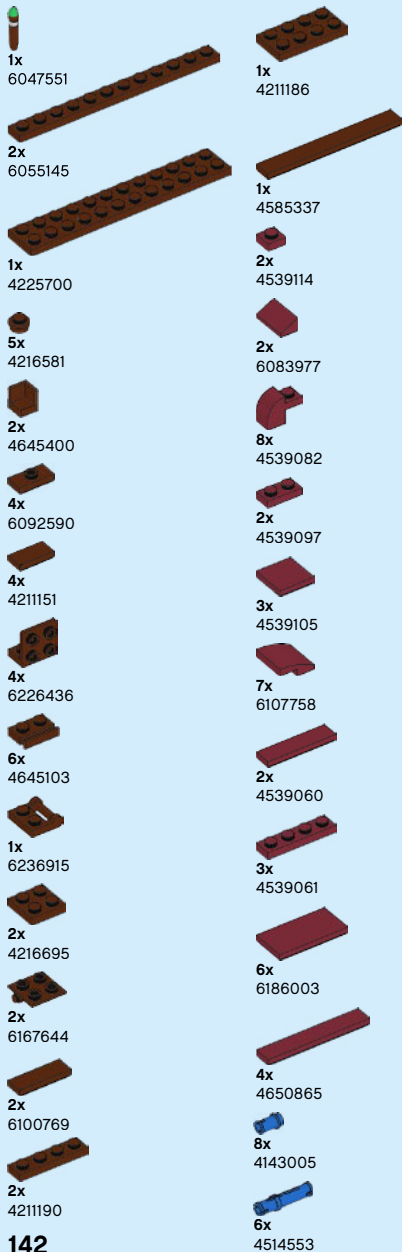 1x
6047551
2x
6055145
1x
4225700
5x
4216581
2x
4645400
4x
6092590
4x
4211151
4x
6226436
6x
4645103
1x
6236915
2x
4216695
2x
6167644
2x
6100769
2x
4211190
142
1x
4211186
1x
4585337
2x
4539114
2x
6083977
8x
4539082
2x
4539097
3x
4539105
7x
6107758
2x
4539060
3x
4539061
6x
6186003
4x
4650865
8x
4143005
6x
4514553